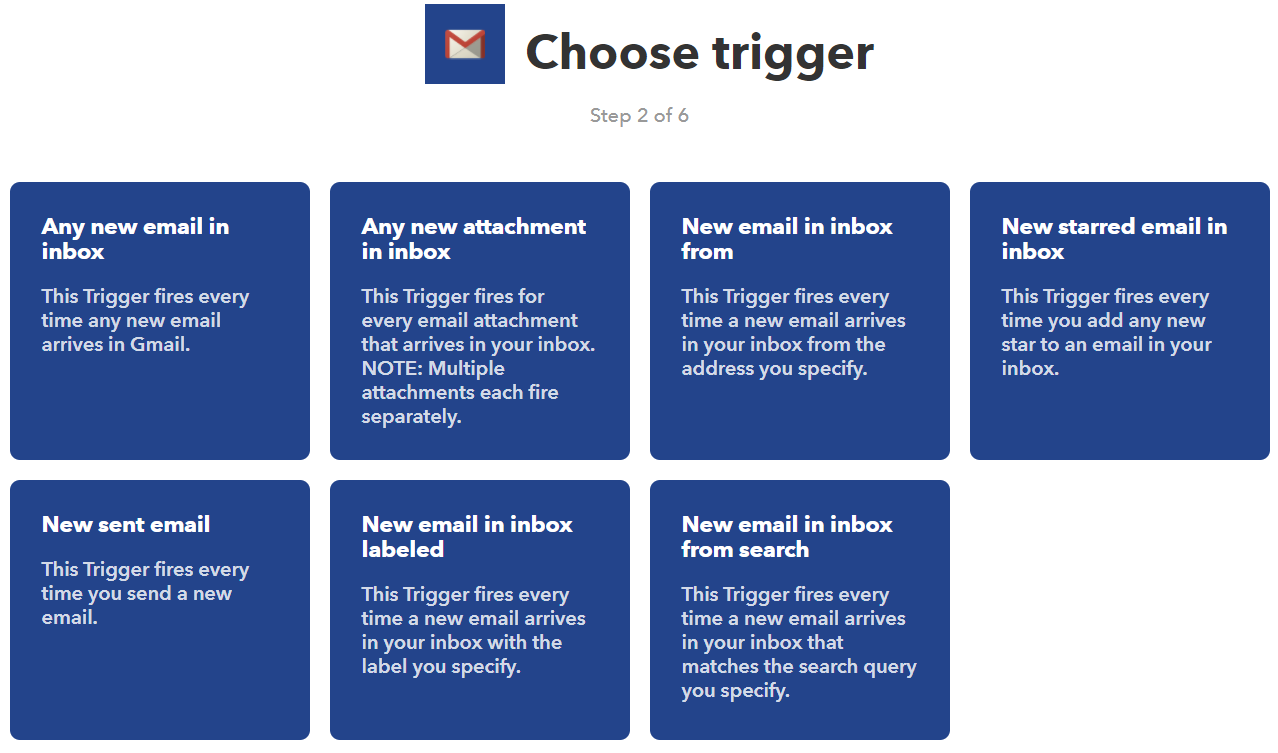 Choose trigger
Step 2 of 6
Any new email in
inbox
This Trigger fires every
time any new email
arrives in Gmail.
Any new attachment
in inbox
This Trigger fires for
every email attachment
that arrives in your inbox.
NOTE: Multiple
attachments each fire
separately.
New email in inbox
from
This Trigger fires every
time a new email arrives
in your inbox from the
address you specify.
New starred email in
inbox
This Trigger fires every
time you add any new
star to an email in your
inbox.
New sent email
This Trigger fires every
time you send a new
email.
New email in inbox
labeled
This Trigger fires every
time a new email arrives
in your inbox with the
label you specify.
New email in inbox
from search
This Trigger fires every
time a new email arrives
in your inbox that
matches the search query
you specify.